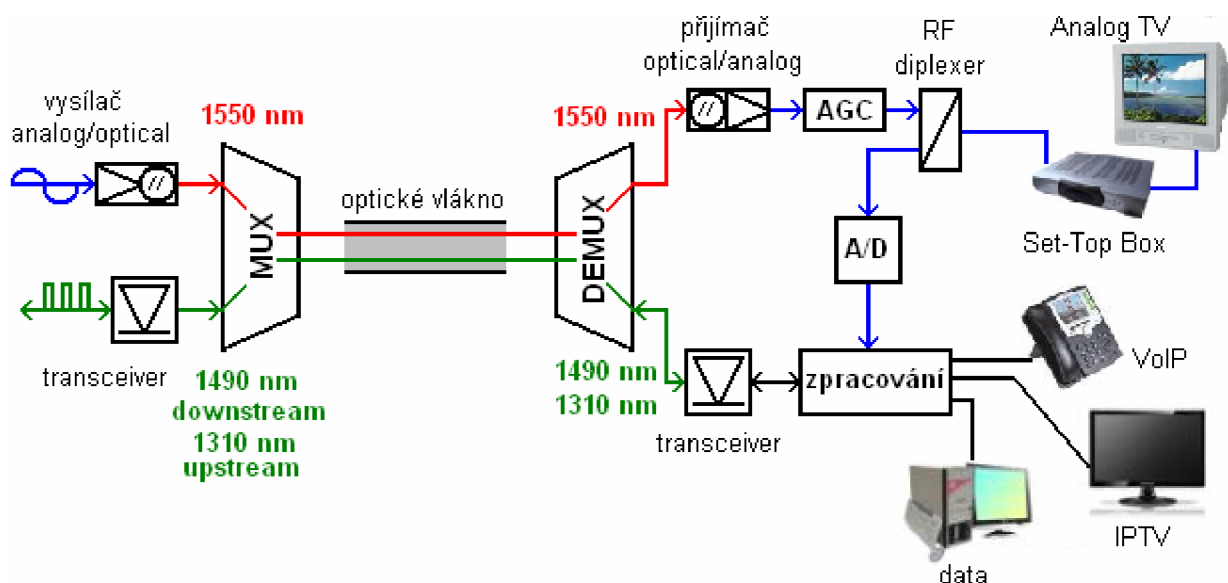 vysílač
analog/optical
1550 nm
MUX
optické vlákno
transceiver
1490 nm
downstream
1310 nm
upstream
1550 nm
DEMUX
1490 nm
1310 nm
přijímač
optical/analog
AGC
RF
diplexer
Analog TV
Set-Top Box
A/D
transceiver
zpracování
VoIP
IPTV
data